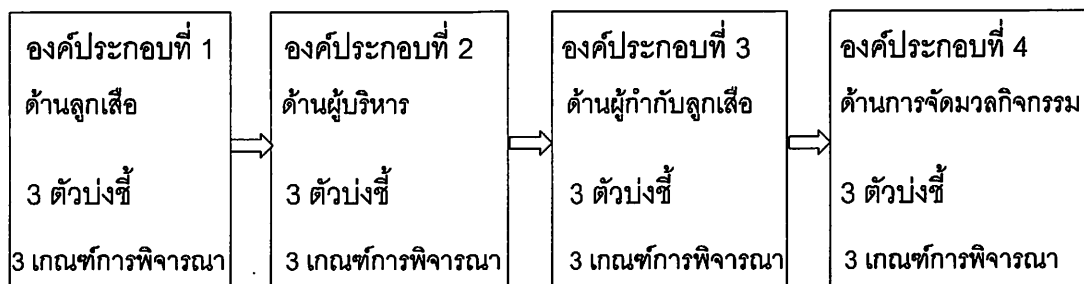 องค์ประกอบที่ 1
ด้านลูกเสือ
3 ตัวบ่งชี้
3 เกณฑ์การพิจารณา
องค์ประกอบที่ 2
ด้านผู้บริหาร
3 ตัวบ่งชี้
3 เกณฑ์การพิจารณา
องค์ประกอบที่ 3
ด้านผู้กำกับลูกเสือ
3 ตัวบ่งชี้
3 เกณฑ์การพิจารณา
องค์ประกอบที่ 4
ด้านการจัดมวลกิจกรรม
3 ตัวบ่งชี้
3 เกณฑ์การพิจารณา